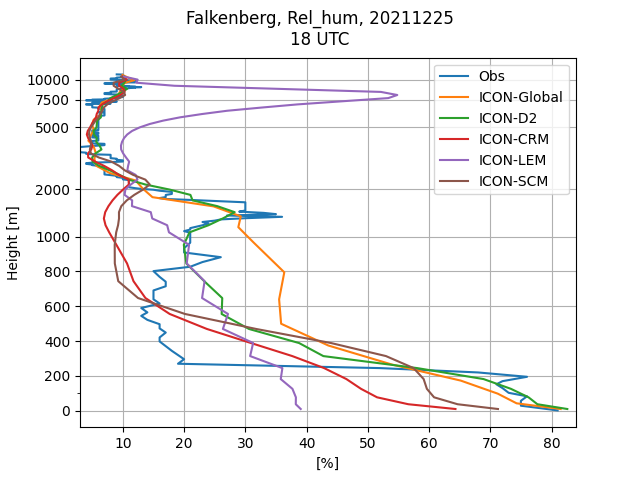 Falkenberg, Rel_hum, 20211225
18 UTC
Obs
ICON-Global
ICON-D2
ICON-CRM
ICON-LEM
ICON-SCM
Height [m]
10000
7500
5000
2000
1000
800
600
400
200
0
10 20 30 40 50 60 70 80
[%]